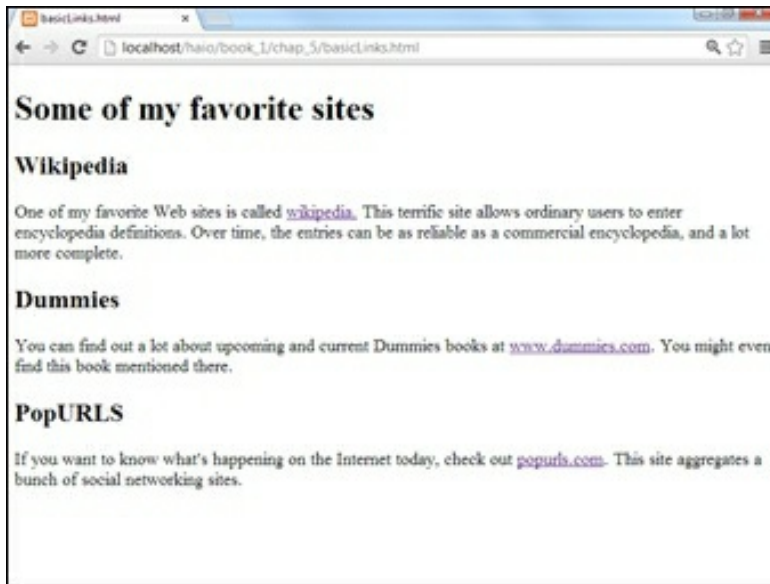 basicLinks.html
localhost/haio/book_1/chap_5/basicLinks.html
Some of my favorite sites
Wikipedia
One of my favorite Web sites is called wikipedia. This terrific site allows ordinary users to enter
encyclopedia definitions. Over time, the entries can be as reliable as a commercial encyclopedia, and a lot
more complete.
Dummies
You can find out a lot about upcoming and current Dummies books at www.dummies.com. You might even
find this book mentioned there.
PopURLS
If you want to know what's happening on the Internet today, check out popurls.com. This site aggregates a
bunch of social networking sites.